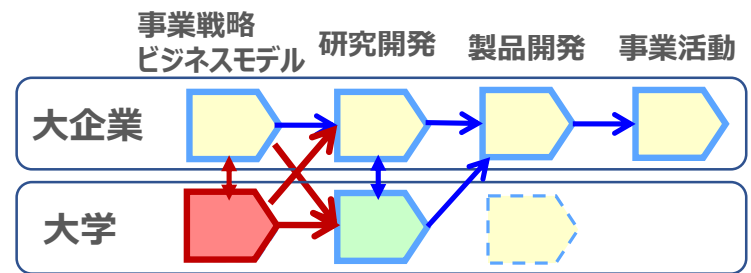 事業戦略
ビジネスモデル
研究開発
製品開発
事業活動
大企業
大学